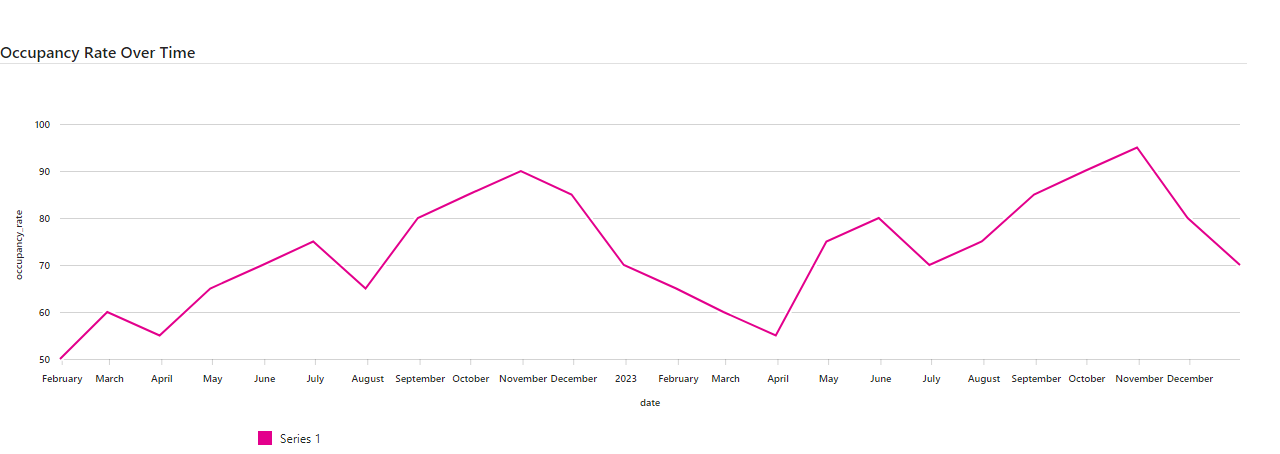 Occupancy Rate Over Time
100
90
80
70
60
50
occupancy_rate
February March April May June July August September October November December 2023 February March April May June July August September October November December
date
Series 1